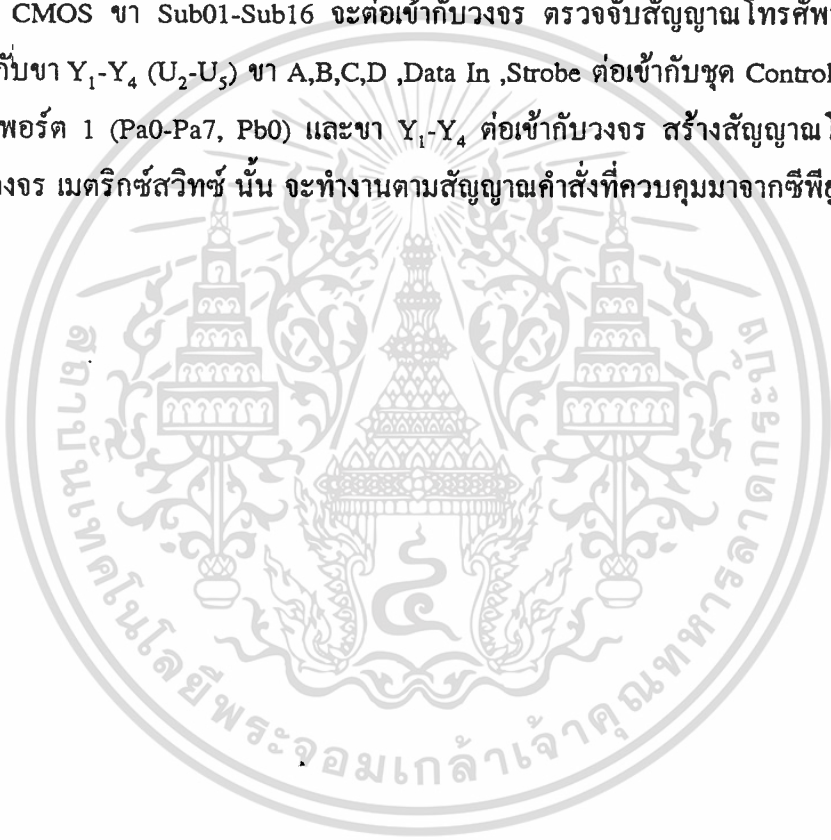 CMOS ขา Sub01-Sub16 จะต่อเข้ากับวงจร ตรวจจับสัญญาณโทรศัพ
กับขา Y₁-Y₄ (U₂-U₅) ขา A,B,C,D ,Data In ,Strobe ต่อเข้ากับชุด Control
พอร์ต 1 (Pa0-Pa7, Pb0) และขา Y₁-Y₄ ต่อเข้ากับวงจร สร้างสัญญาณ
งจร เมตริกซ์สวิทซ์ นั้น จะทำงานตามสัญญาณคำสั่งที่ควบคุมมาจากซีพียู
สถาบันเทคโนโลยีพระจอมเกล้าเจ้าคุณทหารลาดกระบัง